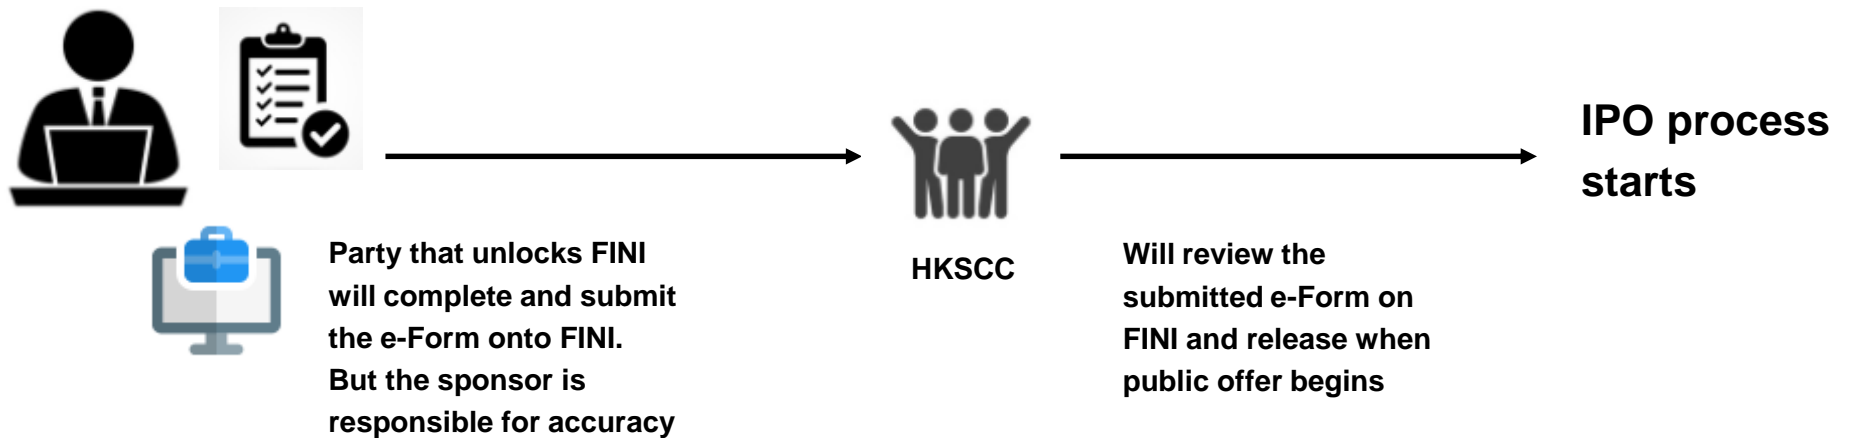 Party that unlocks FINI
will complete and submit
the e-Form onto FINI.
But the sponsor is
responsible for accuracy
HKSCC
Will review the
submitted e-Form on
FINI and release when
public offer begins
IPO process
starts